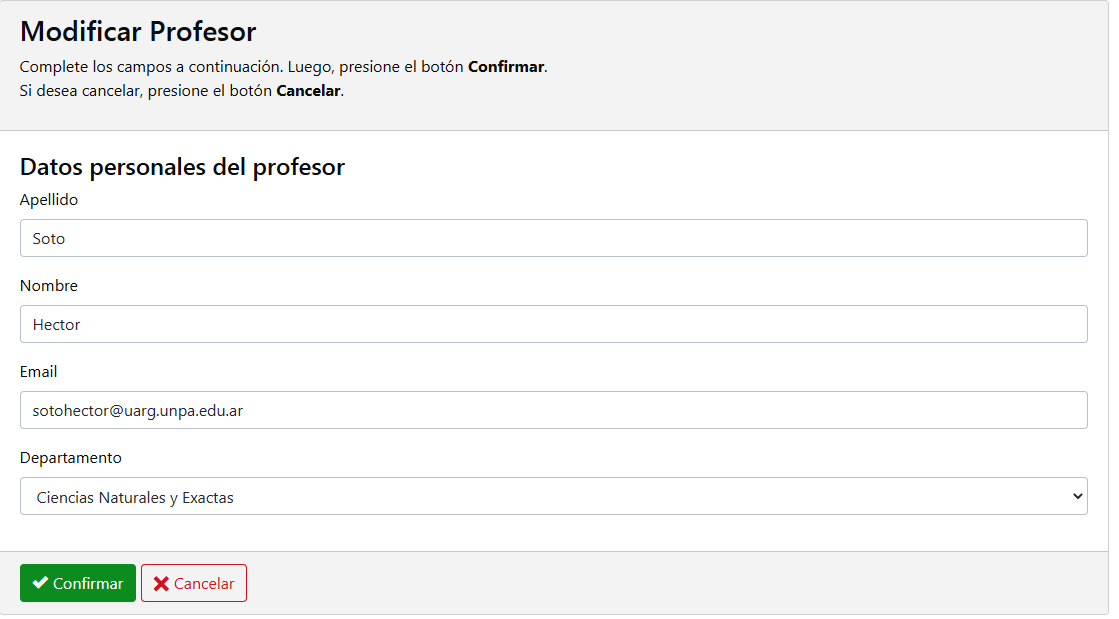 Modificar Profesor
Complete los campos a continuación. Luego, presione el botón Confirmar.
Si desea cancelar, presione el botón Cancelar.
Datos personales del profesor
Apellido
Soto
Nombre
Hector
Email
sotohector@uarg.unpa.edu.ar
Departamento
Ciencias Naturales y Exactas
Confirmar Cancelar